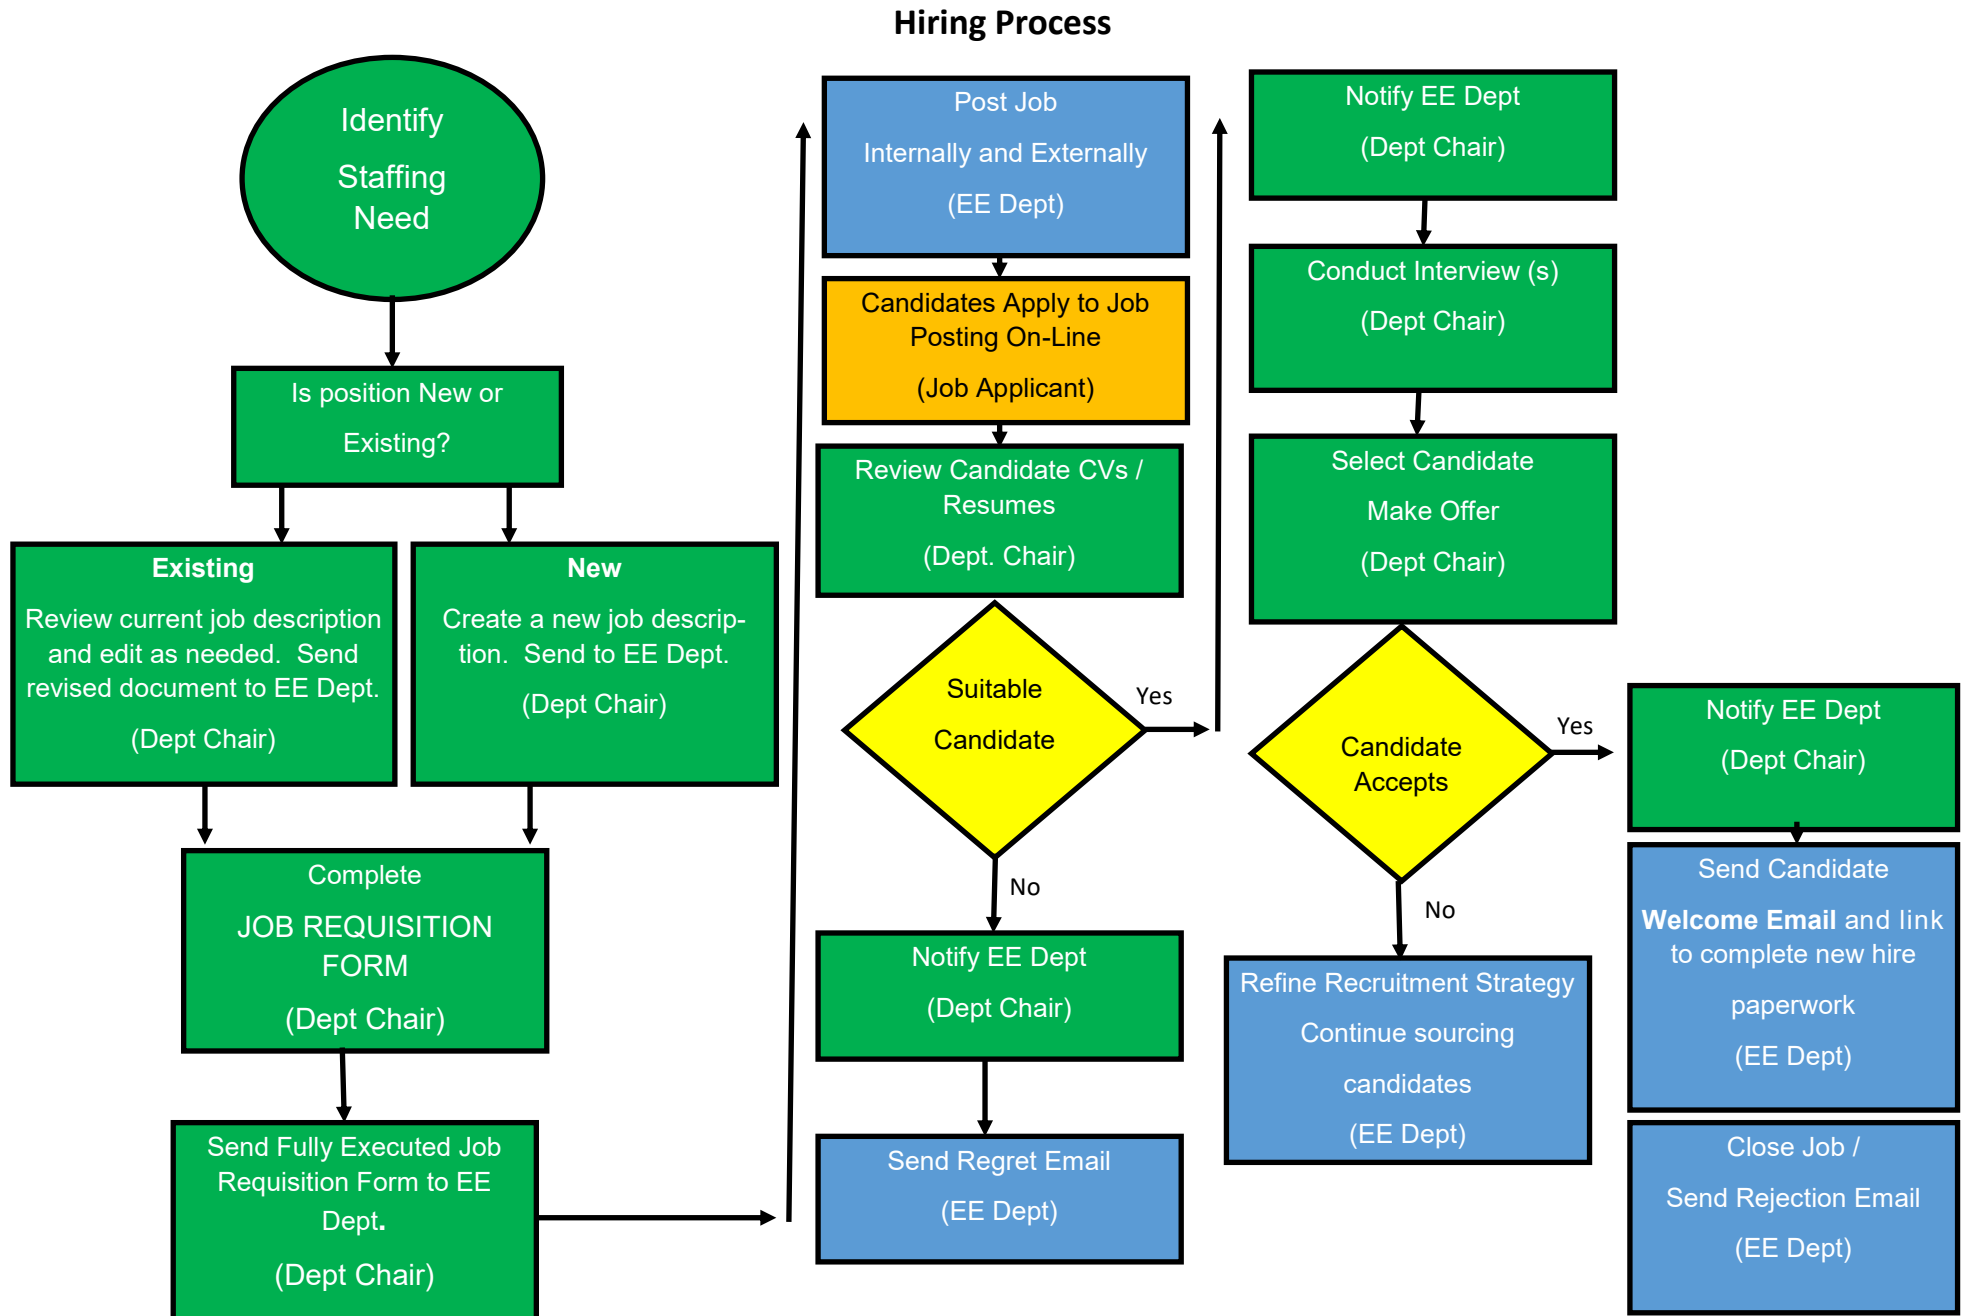 Hiring Process
Identify
Staffing
Need
Is position New or
Existing?
Existing
Review current job description
and edit as needed.  Send
revised document to EE Dept.
(Dept Chair)
New
Create a new job descrip-
tion.  Send to EE Dept.
(Dept Chair)
Complete
JOB REQUISITION
FORM
(Dept Chair)
Send Fully Executed Job
Requisition Form to EE
Dept.
(Dept Chair)
Post Job
Internally and Externally
(EE Dept)
Candidates Apply to Job
Posting On-Line
(Job Applicant)
Review Candidate CVs /
Resumes
(Dept. Chair)
Suitable
Candidate
Yes
No
Notify EE Dept
(Dept Chair)
Send Regret Email
(EE Dept)
Notify EE Dept
(Dept Chair)
Conduct Interview (s)
(Dept Chair)
Select Candidate
Make Offer
(Dept Chair)
Candidate
Accepts
Yes
No
Refine Recruitment Strategy
Continue sourcing
candidates
(EE Dept)
Notify EE Dept
(Dept Chair)
Send Candidate
Welcome Email and link
to complete new hire
paperwork
(EE Dept)
Close Job /
Send Rejection Email
(EE Dept)